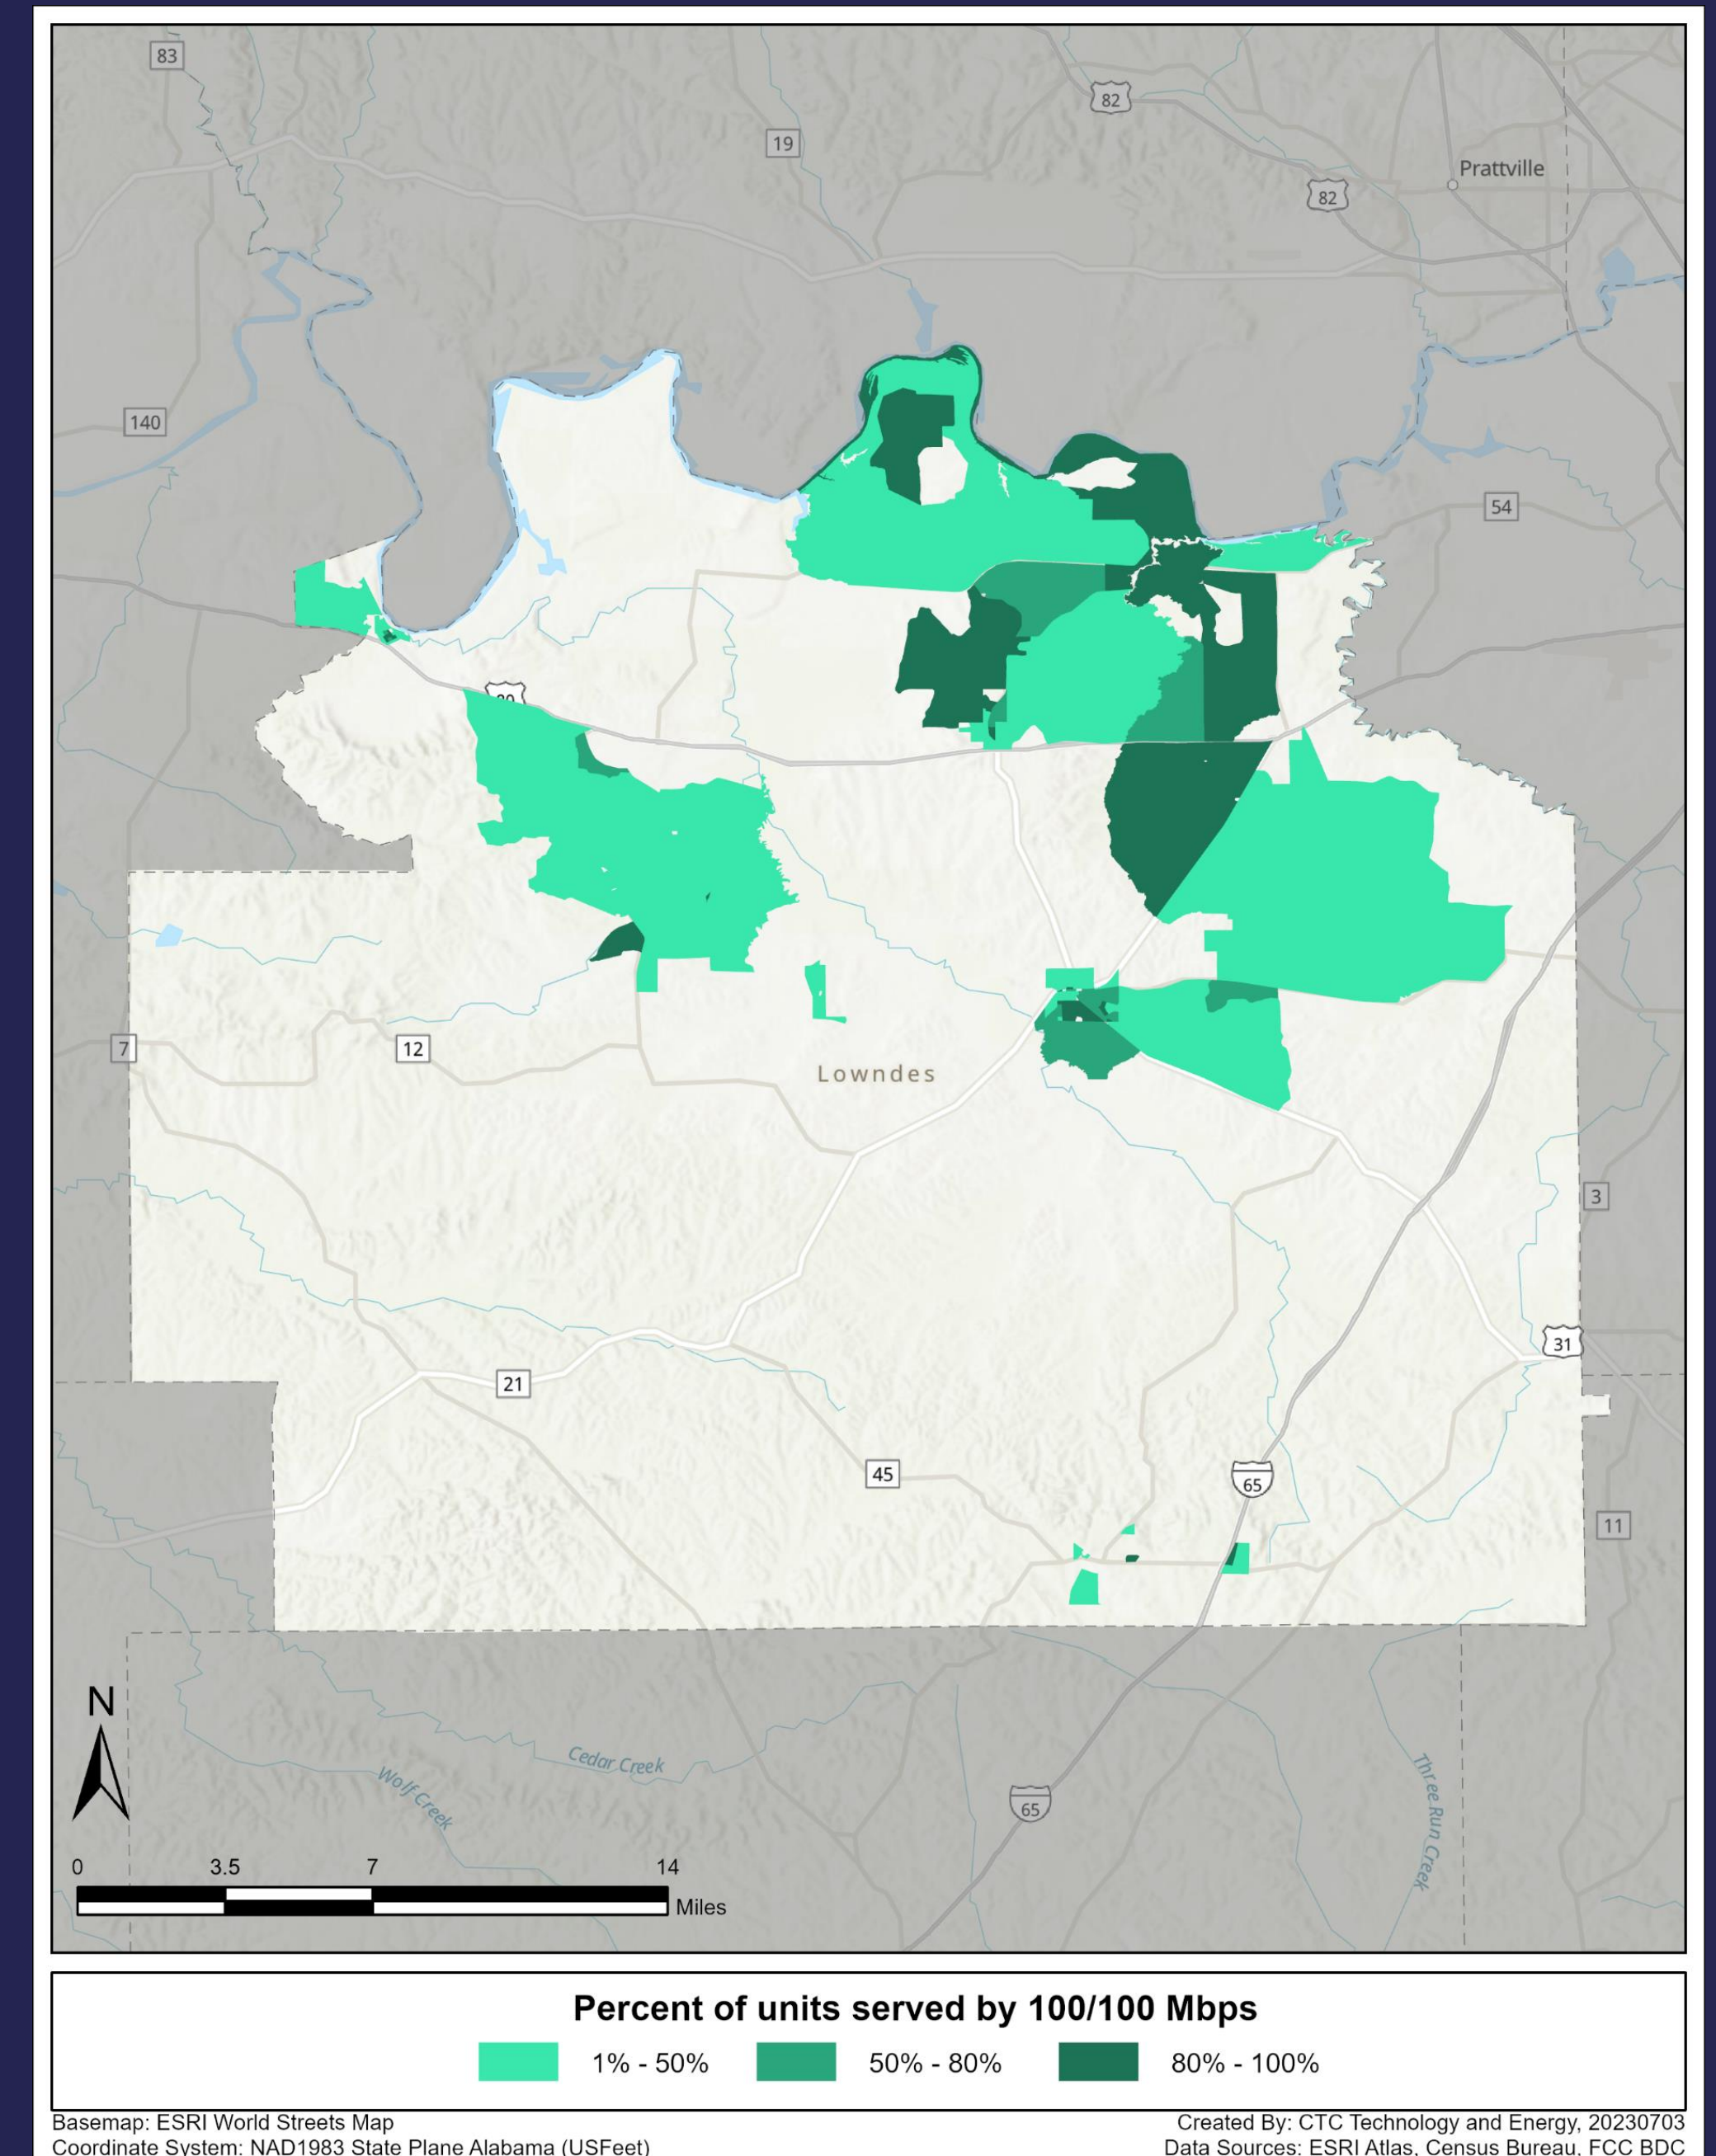 83
82
19
Prattville
82
140
54
80
7
12
Lowndes
3
31
21
45
65
11
N
Cedar Creek
Wolf Creek
Three Run Creek
65
0 3.5 7 14
Miles
Percent of units served by 100/100 Mbps
1% - 50% 50% - 80% 80% - 100%
Basemap: ESRI World Streets Map
Created By: CTC Technology and Energy, 20230703
Coordinate System: NAD1983 State Plane Alabama (USFeet)
Data Sources: ESRI Atlas, Census Bureau, FCC BDC